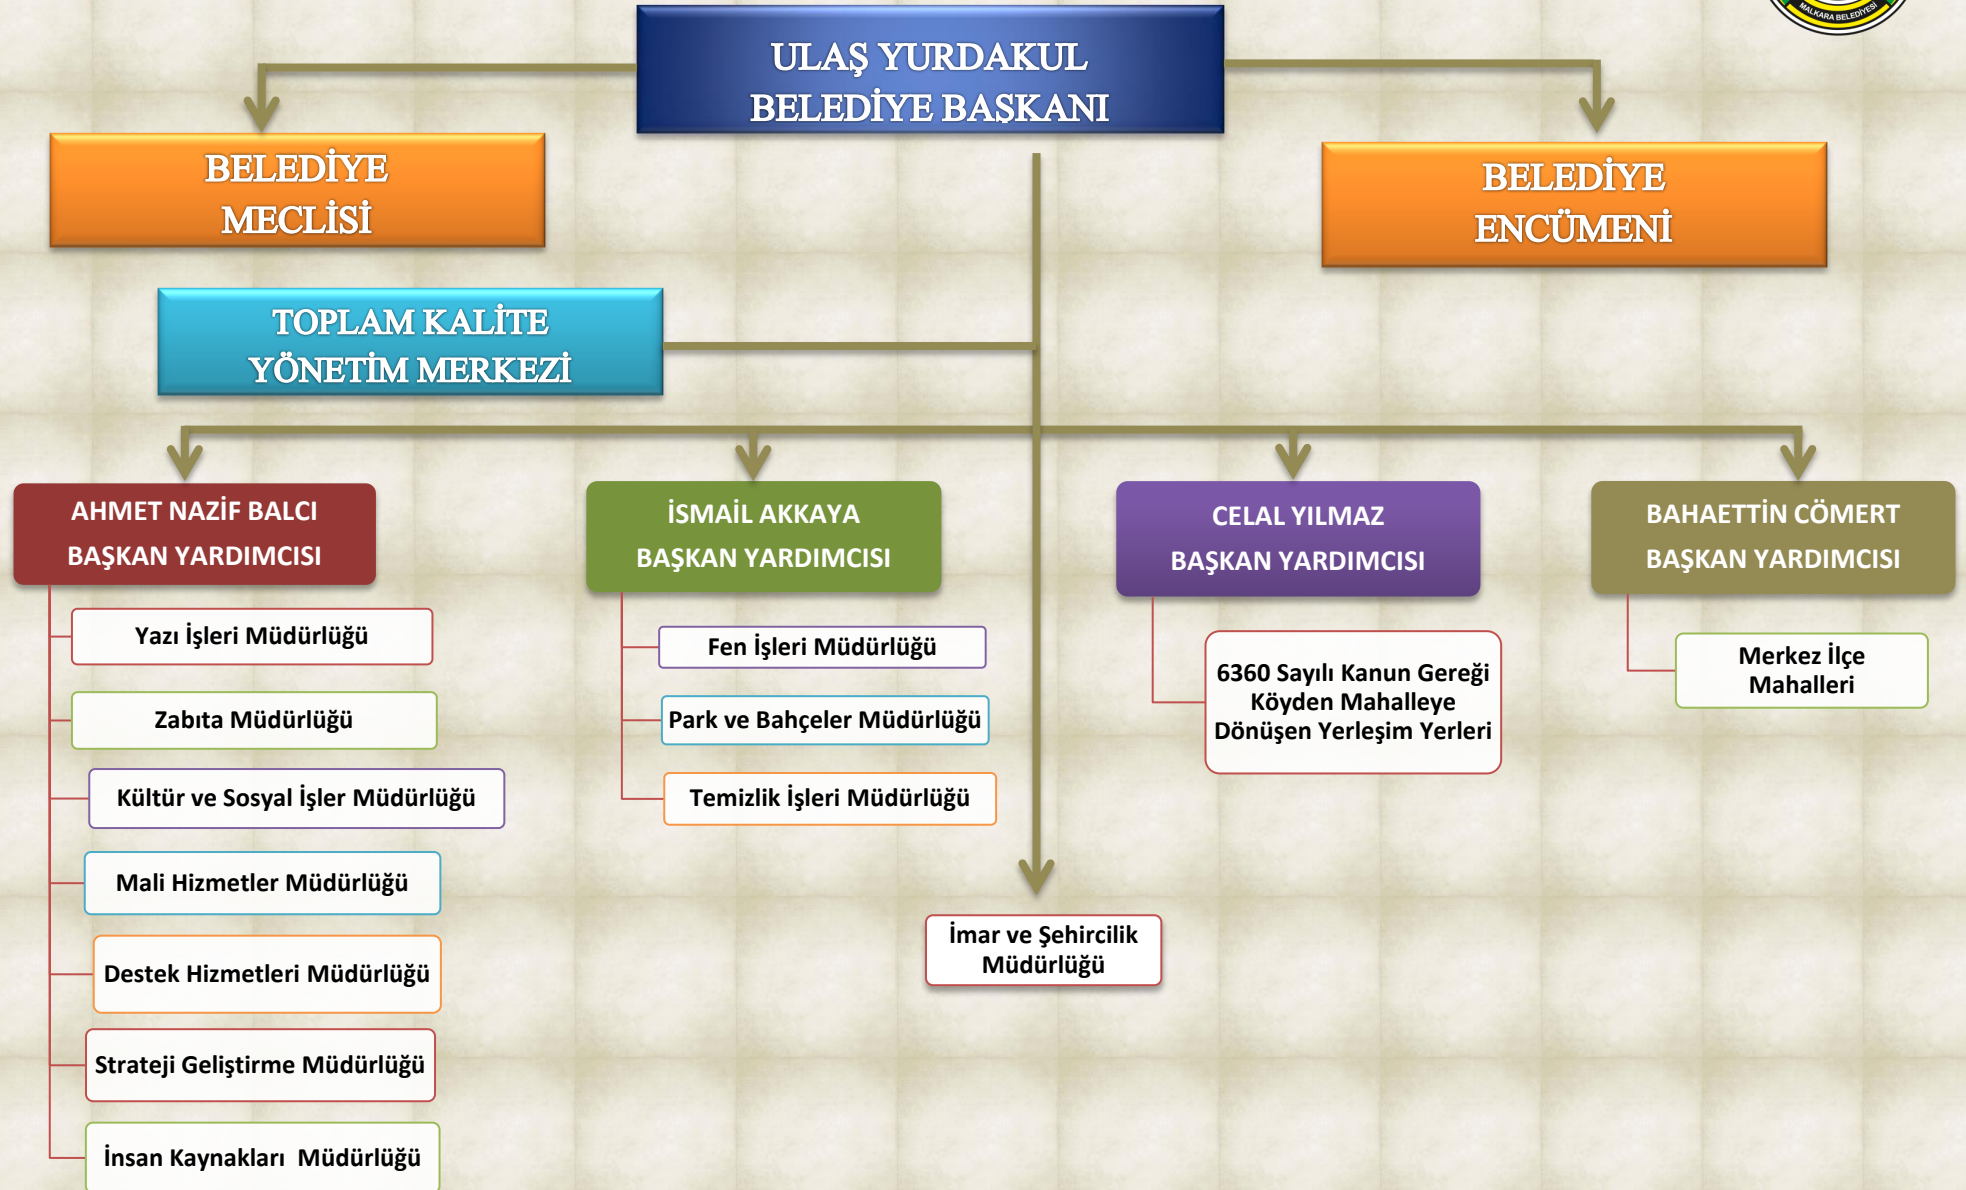 MALKARA BELEDİYESİ
ULAŞ YURDAKUL
BELEDİYE BAŞKANI
BELEDİYE
MECLİSİ
BELEDİYE
ENCÜMENİ
TOPLAM KALİTE
YÖNETİM MERKEZİ
AHMET NAZİF BALCI
BAŞKAN YARDIMCISI
Yazı İşleri Müdürlüğü
Zabıta Müdürlüğü
Kültür ve Sosyal İşler Müdürlüğü
Mali Hizmetler Müdürlüğü
Destek Hizmetleri Müdürlüğü
Strateji Geliştirme Müdürlüğü
İnsan Kaynakları  Müdürlüğü
İSMAİL AKKAYA
BAŞKAN YARDIMCISI
Fen İşleri Müdürlüğü
Park ve Bahçeler Müdürlüğü
Temizlik İşleri Müdürlüğü
İmar ve Şehircilik
Müdürlüğü
CELAL YILMAZ
BAŞKAN YARDIMCISI
6360 Sayılı Kanun Gereği
Köyden Mahalleye
Dönüşen Yerleşim Yerleri
BAHAETTİN CÖMERT
BAŞKAN YARDIMCISI
Merkez İlçe
Mahalleri